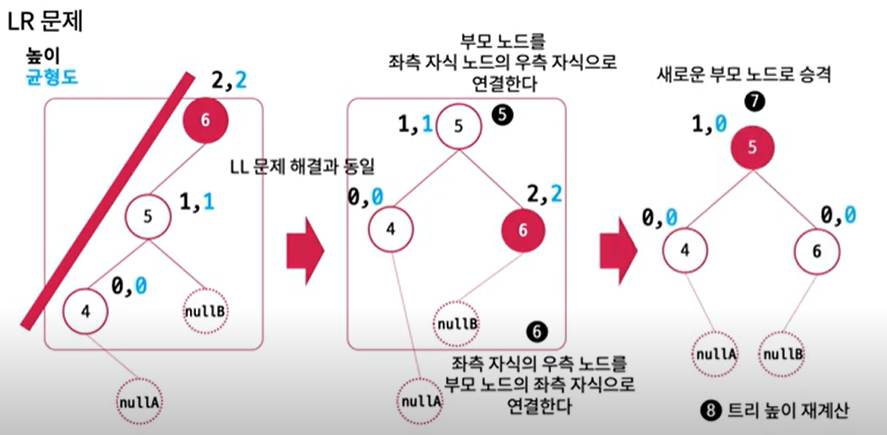 LR 문제
높이
균형도
2,2
6
5
1,1
4
0,0
nullB
nullA
LL 문제 해결과 동일
부모 노드를
좌측 자식 노드의 우측 자식으로
연결한다
5
1,1
5
0,0
4
2,2
6
nullB
6
nullA
좌측 자식의 우측 노드를
부모 노드의 좌측 자식으로
연결한다
새로운 부모 노드로 승격
7
1,0
5
0,0
4
0,0
6
nullA
nullB
8 트리 높이 재계산